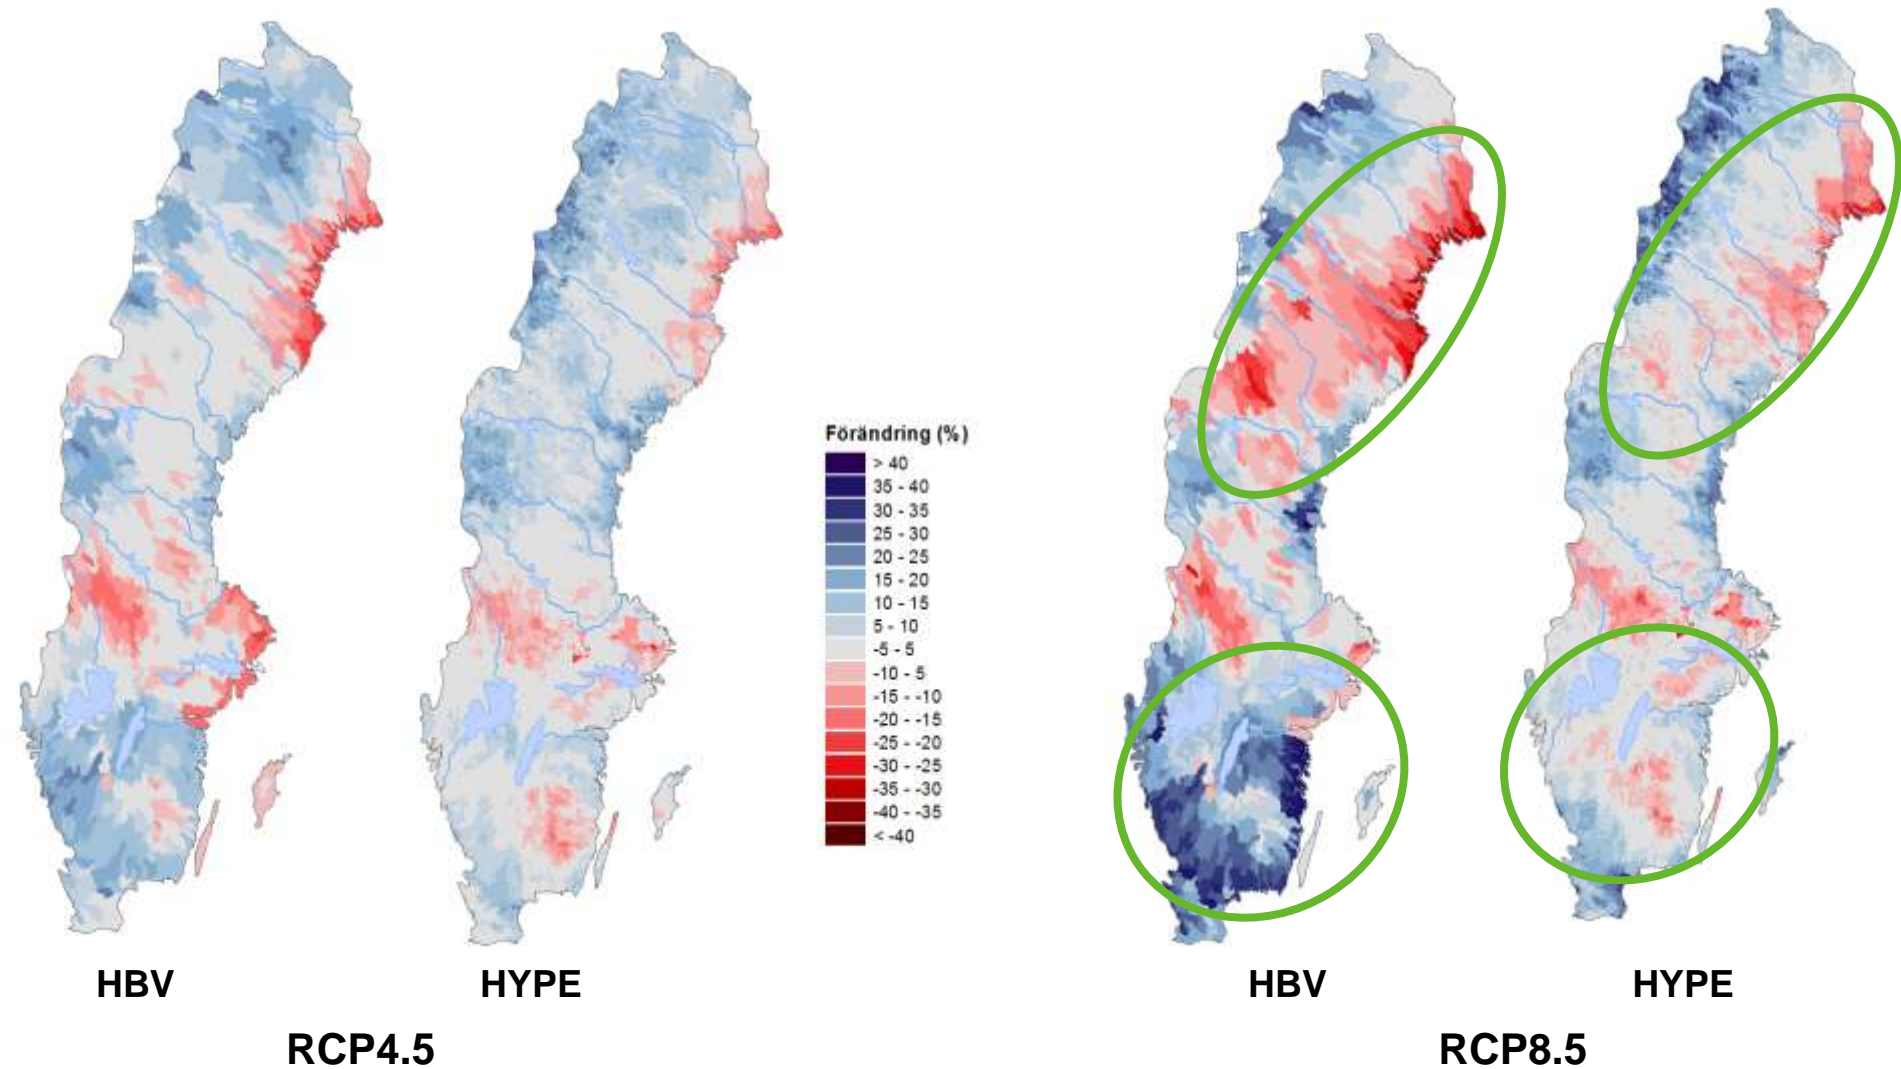 Förändring (%)
> 40
35 - 40
30 - 35
25 - 30
20 - 25
15 - 20
10 - 15
5 - 10
-5 - 5
-10 - 5
-15 - -10
-20 - -15
-25 - -20
-30 - -25
-35 - -30
-40 - -35
< -40
HBV
HYPE
HBV
HYPE
RCP4.5
RCP8.5